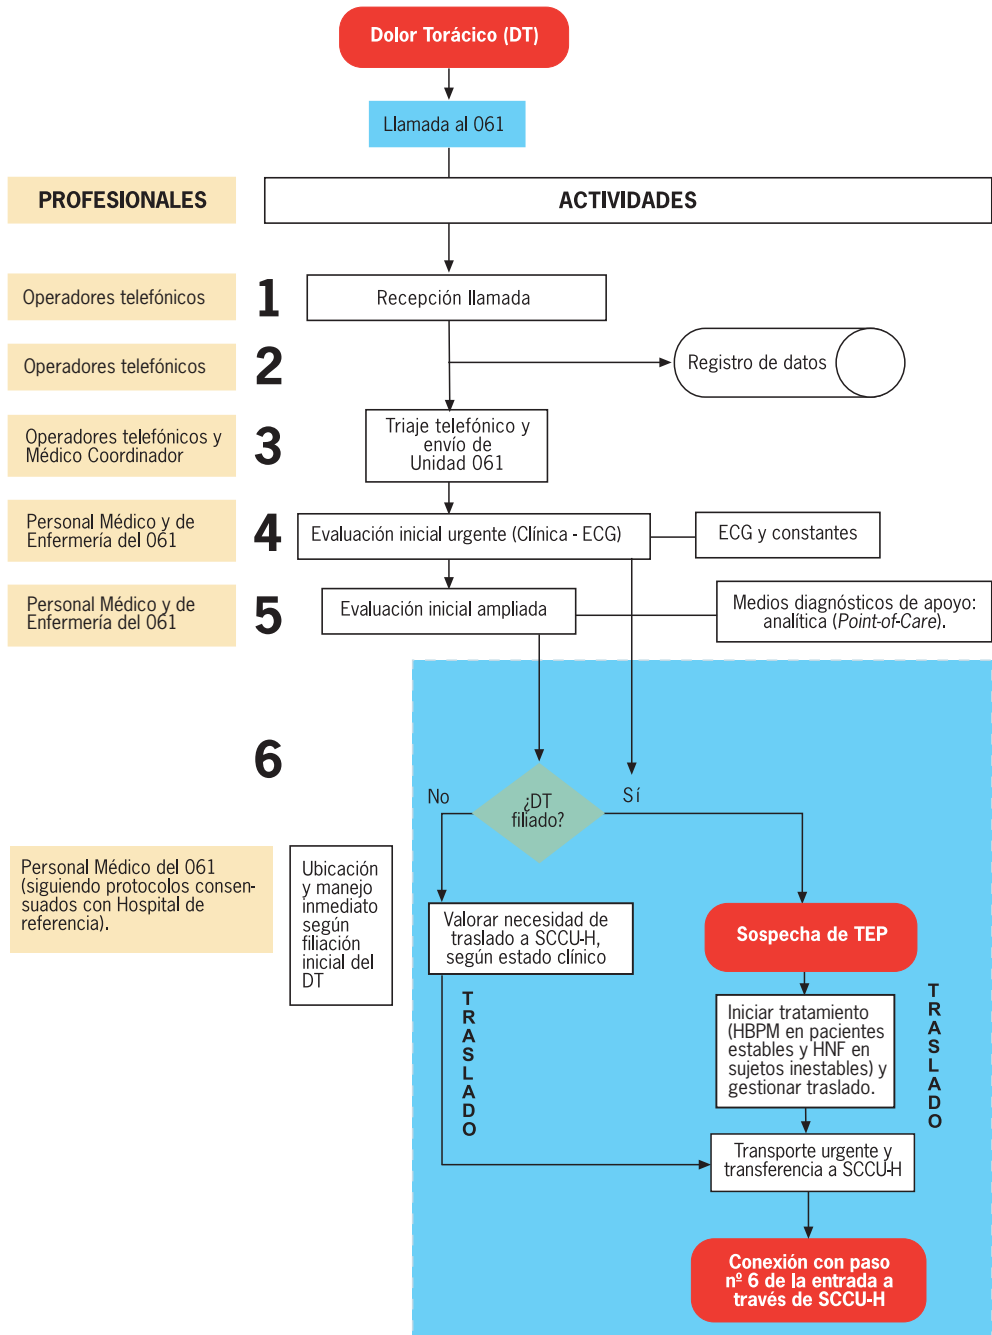 Dolor Torácico (DT)
Llamada al 061
PROFESIONALES
ACTIVIDADES
Operadores telefónicos
1
Recepción llamada
Operadores telefónicos
2
Registro de datos
Operadores telefónicos y
Médico Coordinador
3
Triaje telefónico y
envío de
Unidad 061
Personal Médico y de
Enfermería del 061
4
Evaluación inicial urgente (Clínica - ECG)
ECG y constantes
Personal Médico y de
Enfermería del 061
5
Evaluación inicial ampliada
Medios diagnósticos de apoyo:
analítica (Point-of-Care).
6
No
¿DT
filiado?
Sí
Personal Médico del 061
(siguiendo protocolos consen-
suados con Hospital de
referencia).
Ubicación
y manejo
inmediato
según
filiación
inicial del
DT
Valorar necesidad de
traslado a SCCU-H,
según estado clínico
Sospecha de TEP
TRASLADO
Iniciar tratamiento
(HBPM en pacientes
estables y HNF en
sujetos inestables) y
gestionar traslado.
TRASLADO
Transporte urgente y
transferencia a SCCU-H
Conexión con paso
nº 6 de la entrada a
través de SCCU-H